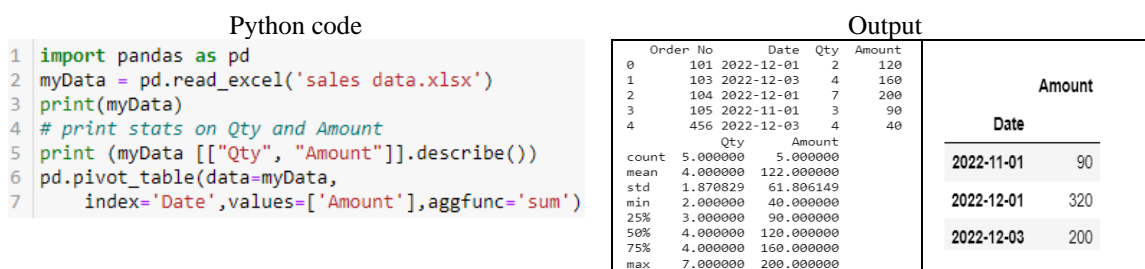 Python code
1 import pandas as pd
2 myData = pd.read_excel('sales data.xlsx')
3 print(myData)
4 # print stats on Qty and Amount
5 print (myData [["Qty", "Amount"]].describe())
6 pd.pivot_table(data=myData,
7 index='Date',values=['Amount'],aggfunc='sum')
Output
Order No Date Qty Amount
0 101 2022-12-01 2 120
1 103 2022-12-03 4 160
2 104 2022-12-01 7 200
3 105 2022-11-01 3 90
4 456 2022-12-03 4 40
Qty Amount
count 5.000000 5.000000
mean 4.000000 122.000000
std 1.870829 61.806149
min 2.000000 40.000000
25% 3.000000 90.000000
50% 4.000000 120.000000
75% 4.000000 160.000000
max 7.000000 200.000000
Amount
Date
2022-11-01 90
2022-12-01 320
2022-12-03 200